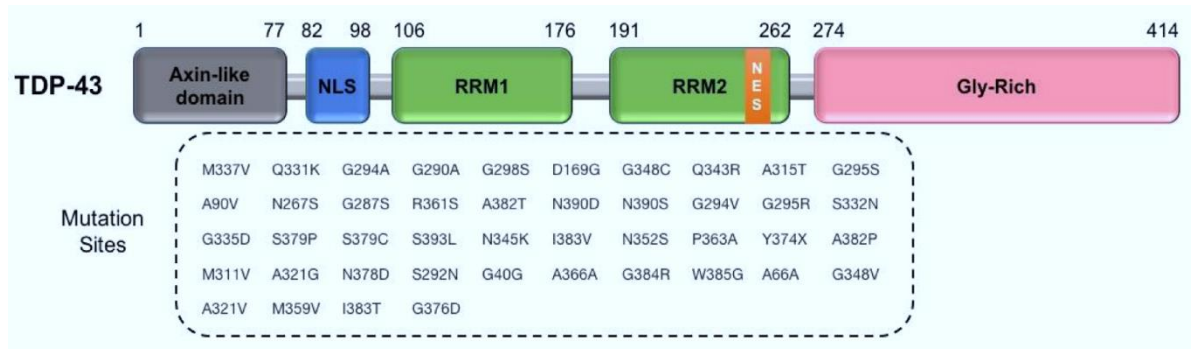 1 77 82 98 106 176 191 262 274 414
TDP-43
Axin-like
domain
NLS
RRM1
RRM2
NES
Gly-Rich
Mutation
Sites
M337V Q331K G294A G290A G298S D169G G348C Q343R A315T G295S
A90V N267S G287S R361S A382T N390D N390S G294V G295R S332N
G335D S379P S379C S393L N345K I383V N352S P363A Y374X A382P
M311V A321G N378D S292N G40G A366A G384R W385G A66A G348V
A321V M359V I383T G376D